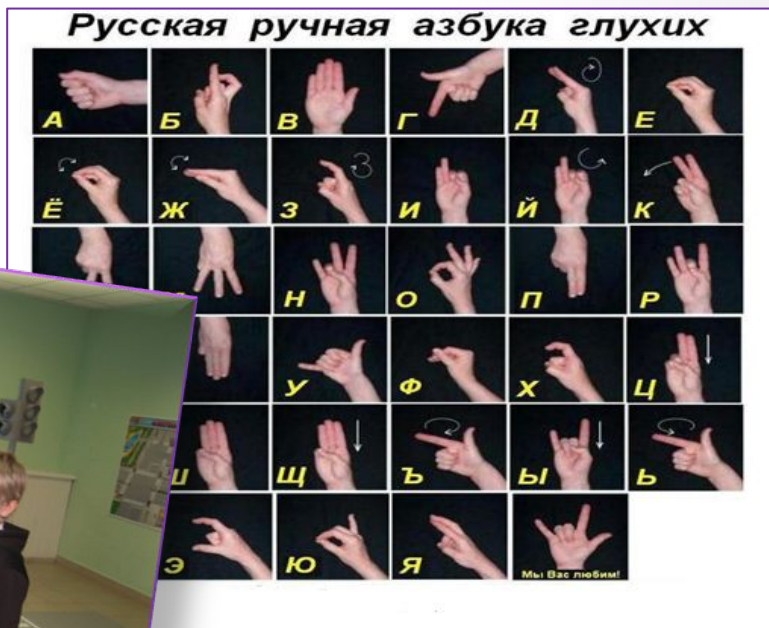 Русская ручная азбука глухих
А Б В Г Д Е
Ё Ж З И Й К
Н О П Р
У Ф Х Ц
Ш Щ Ъ Ы Ь
Э Ю Я Мы Вас любим!